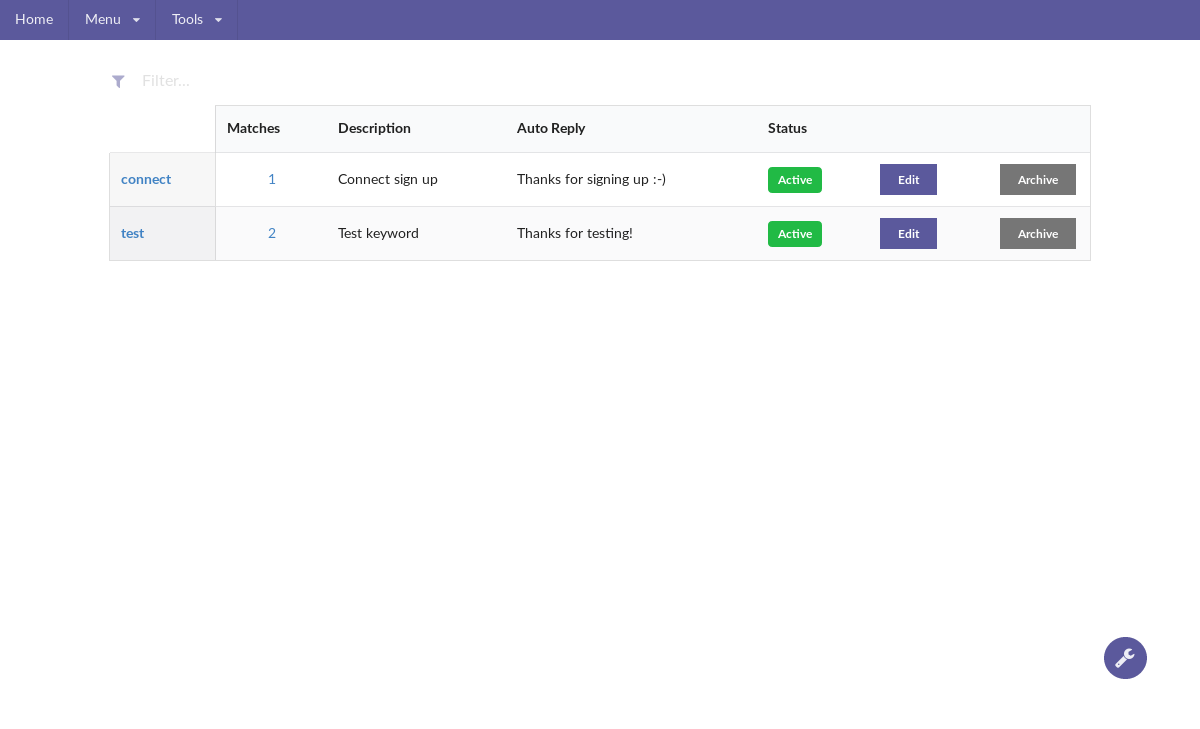 Home Menu Tools
Filter...
Matches Description Auto Reply Status
connect 1 Connect sign up Thanks for signing up :-) Active Edit Archive
test 2 Test keyword Thanks for testing! Active Edit Archive